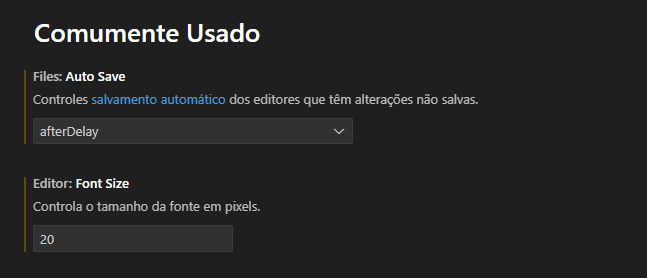 Comumente Usado
Files: Auto Save
Controles salvamento automático dos editores que têm alterações não salvas.
afterDelay
Editor: Font Size
Controla o tamanho da fonte em pixels.
20